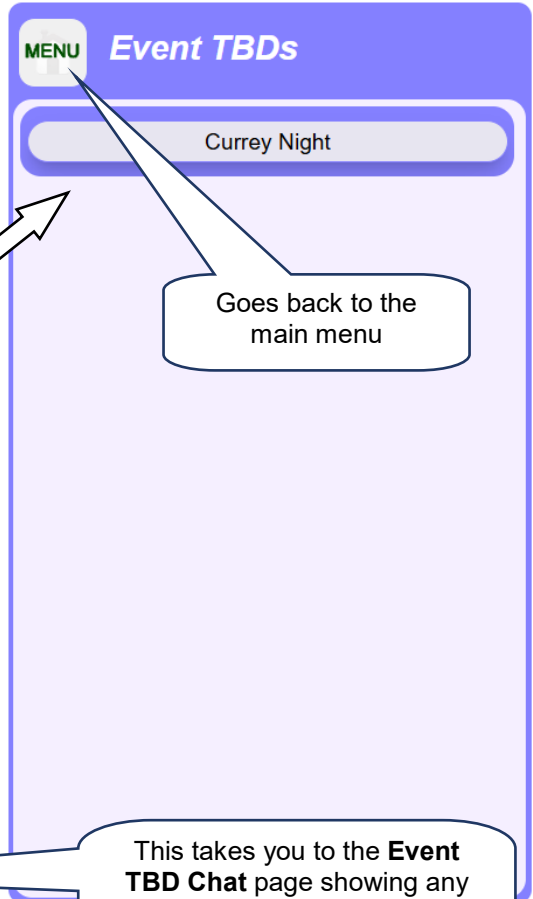 MENU
Event TBDs
Currey Night
Goes back to the
main menu
This takes you to the Event
TBD Chat page showing any